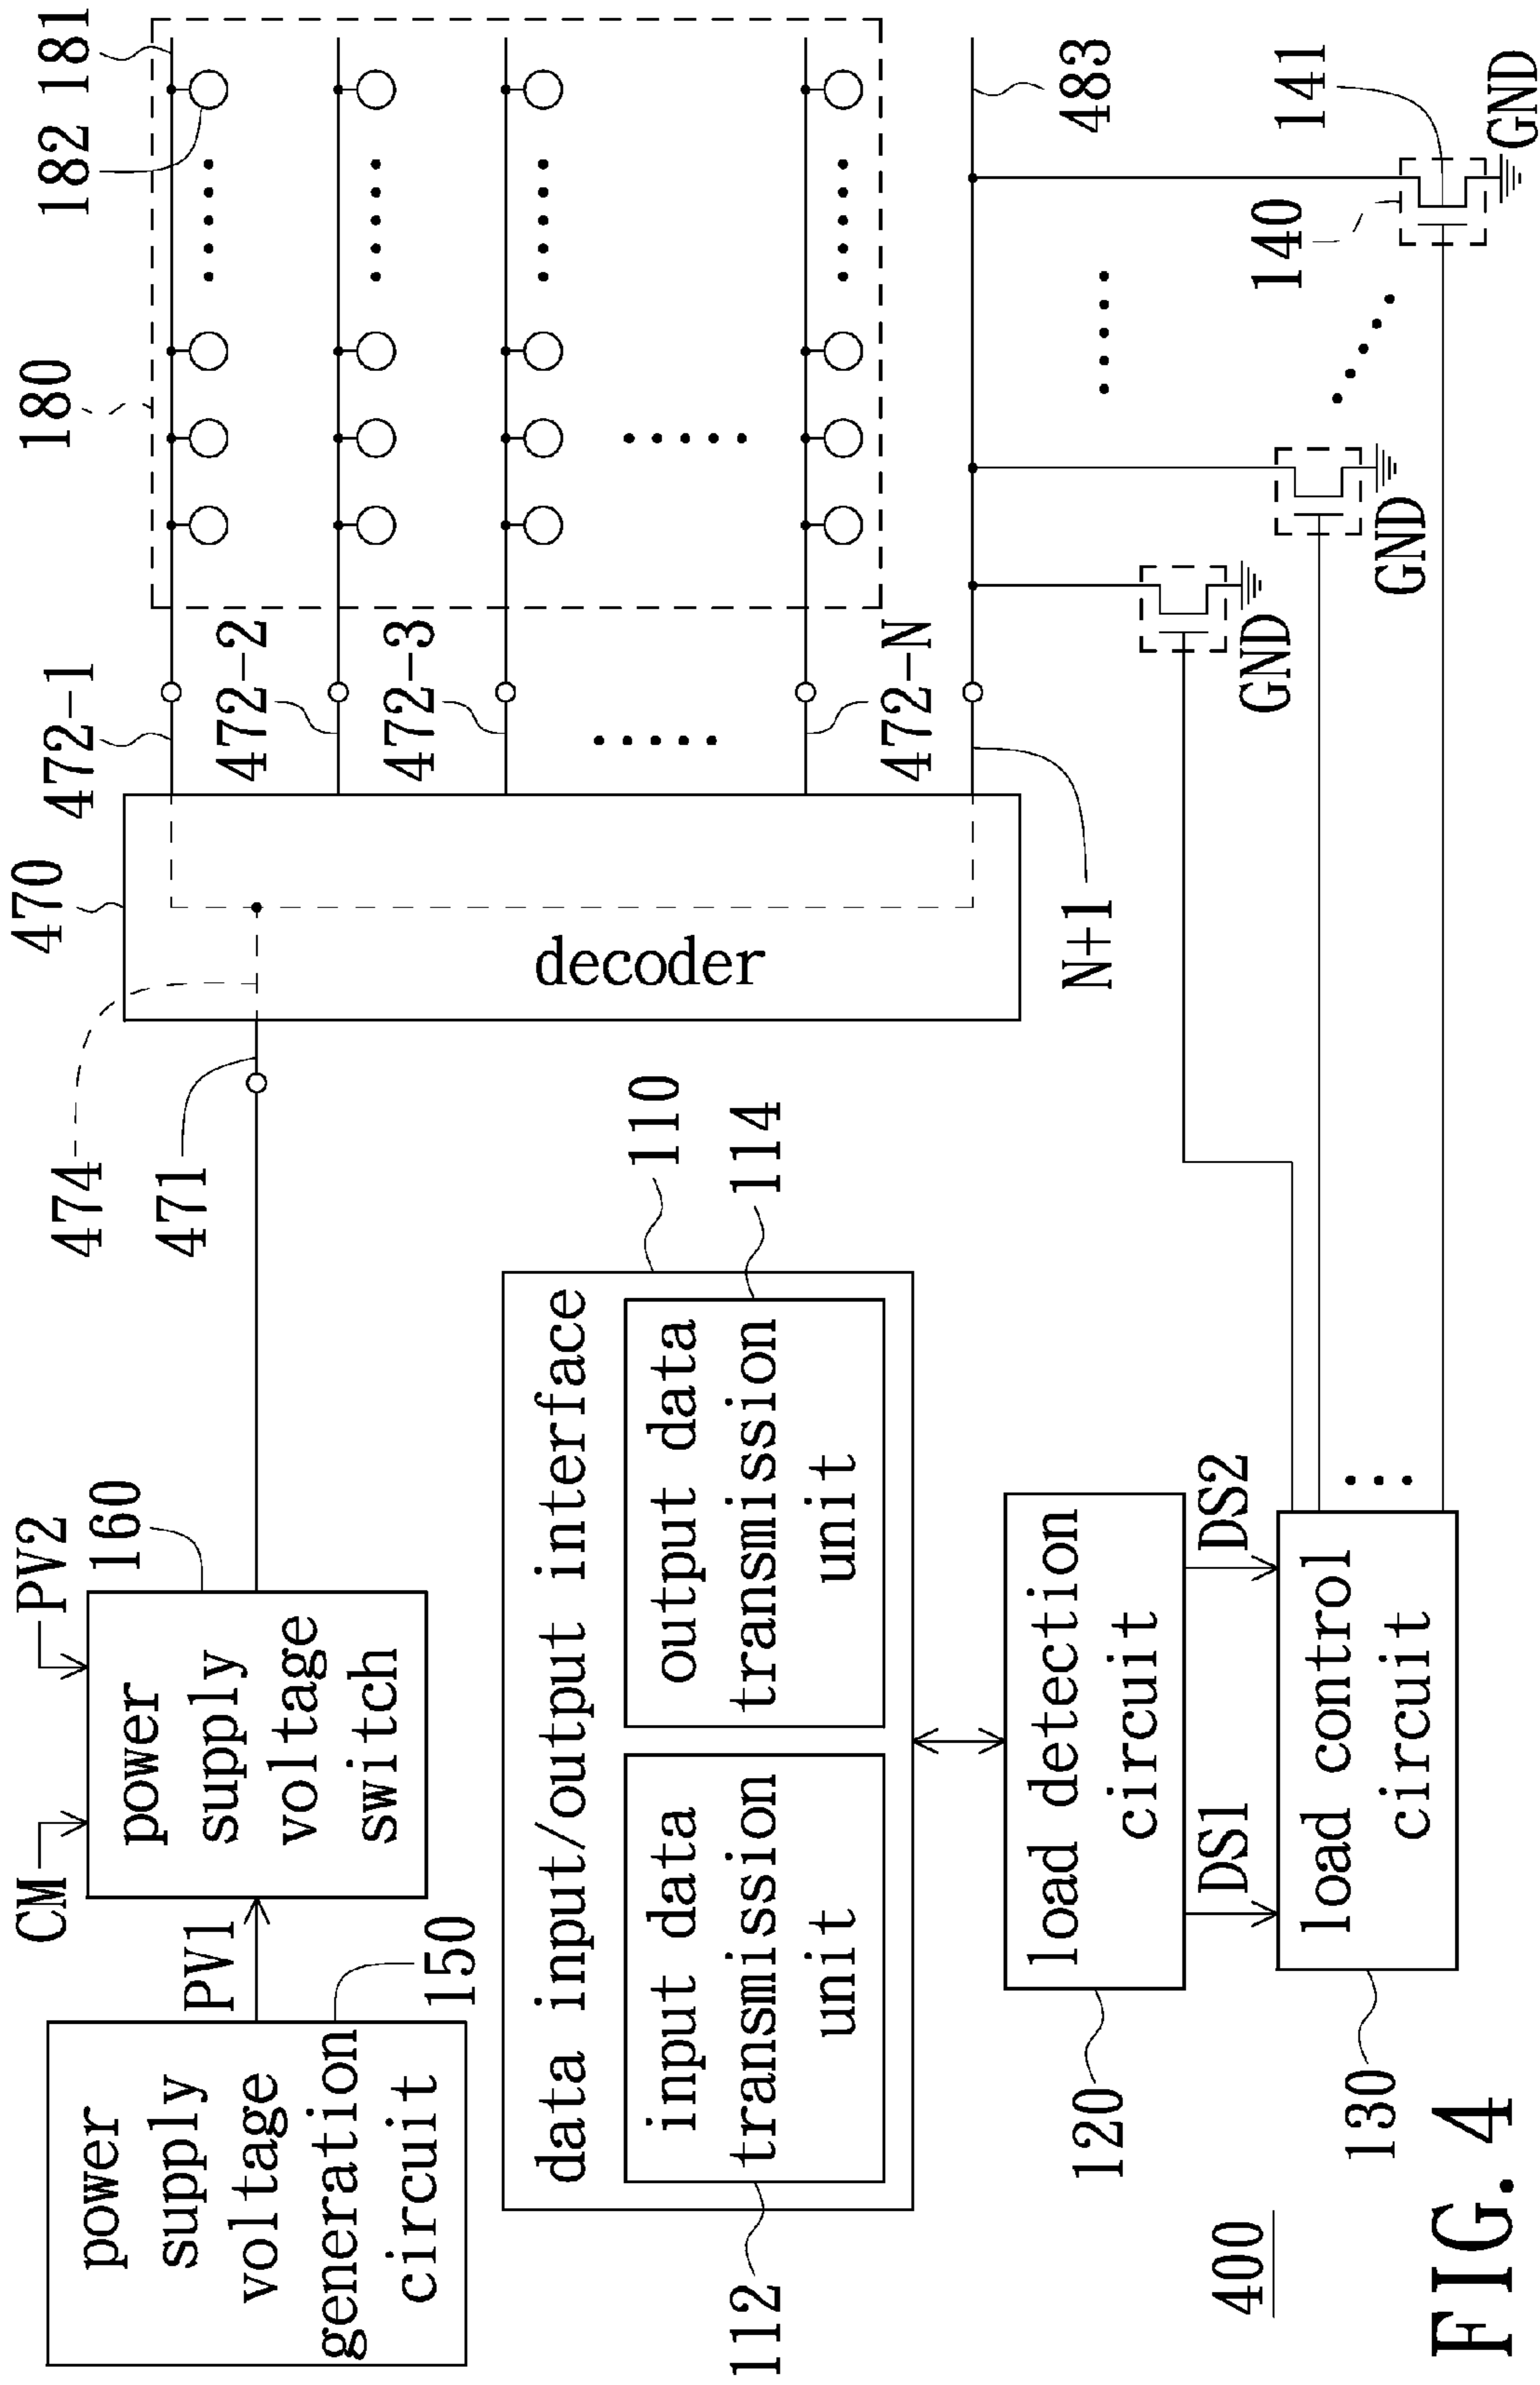 CM
PV2
160
power
supply
voltage
switch
PV1
power
supply
voltage
generation
circuit
150
474
471
470
decoder
472-1
472-2
472-3
472-N
N+1
180
182
181
483
data input/output interface
110
input data
transmission
unit
112
output data
transmission
unit
114
load detection
circuit
120
DS1
DS2
load control
circuit
130
GND
GND
140
141
GND
400
FIG. 4